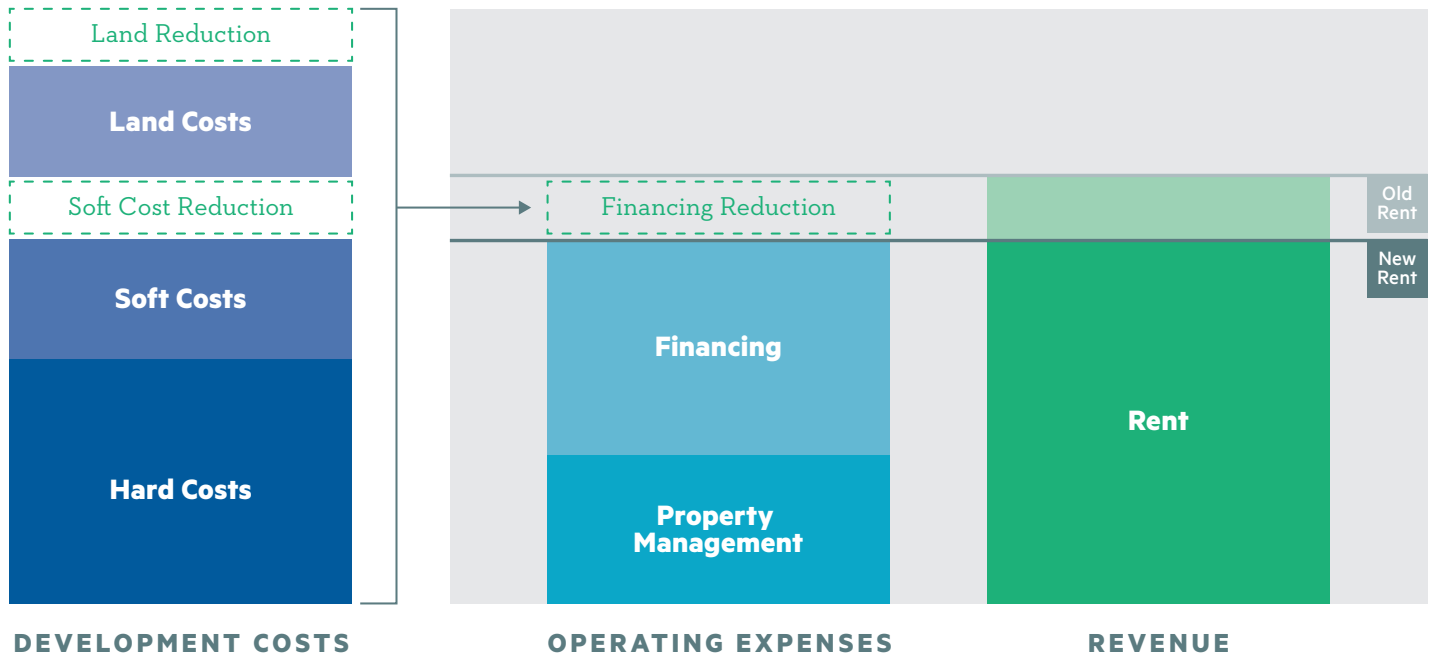 Land Reduction
Land Costs
Soft Cost Reduction
Soft Costs
Hard Costs
DEVELOPMENT COSTS
Financing Reduction
Financing
Property
Management
OPERATING EXPENSES
Rent
REVENUE
Old
Rent
New
Rent